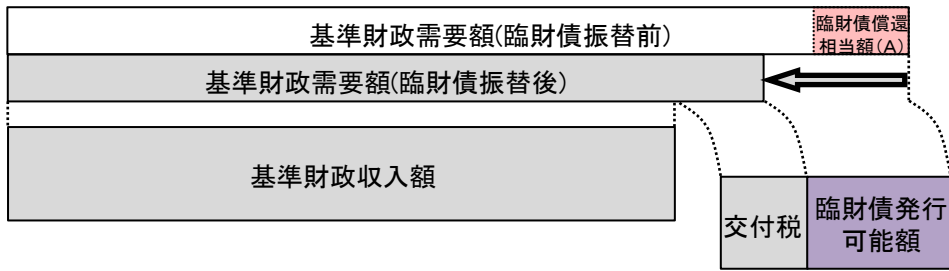 基準財政需要額(臨財債振替前)
臨財債償還
相当額(A)
基準財政需要額(臨財債振替後)
基準財政収入額
交付税
臨財債発行
可能額